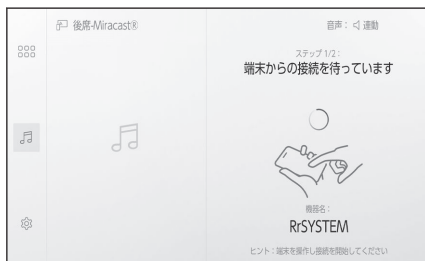 後席-Miracast®
音声： 連動
ステップ 1/2：
端末からの接続を待っています
機器名：
RrSYSTEM
ヒント：端末を操作し接続を開始してください